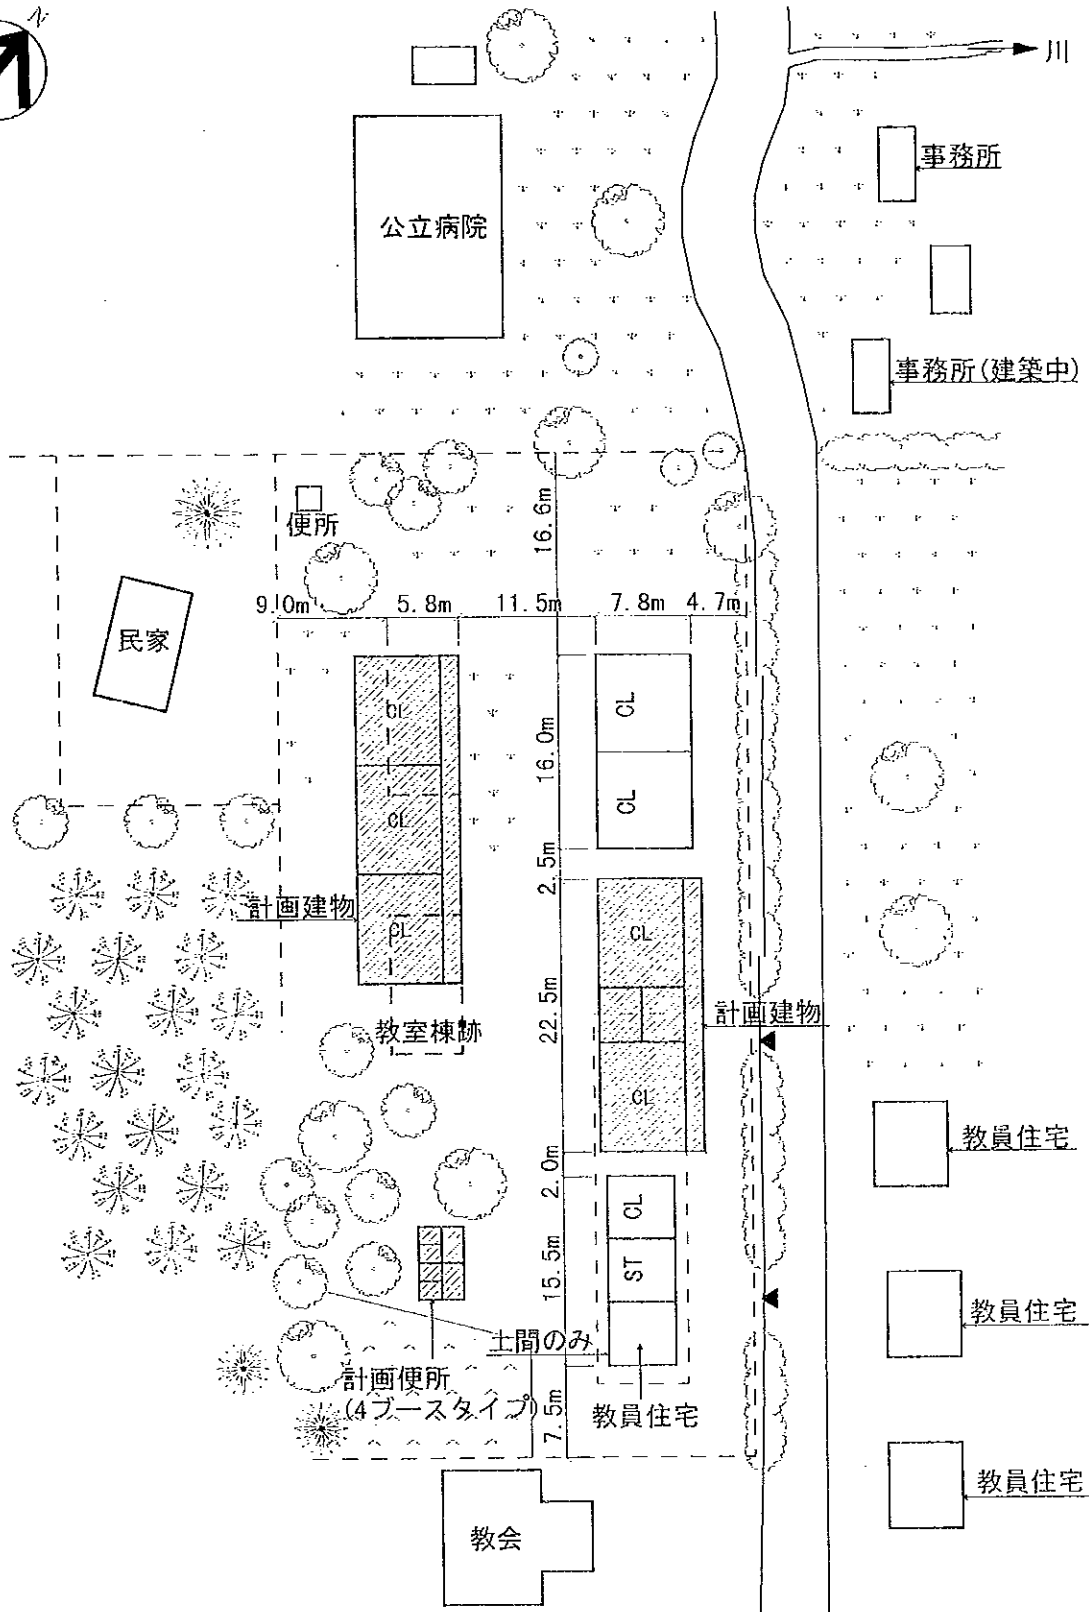 N
川
事務所
公立病院
事務所(建築中)
便所
16.6m
9.0m
5.8m
11.5m
7.8m
4.7m
民家
CL
CL
CL
CL
CL
16.0m
2.5m
計画建物
CL
計画建物
22.5m
教室棟跡
CL
教員住宅
2.0m
CL
ST
15.5m
教員住宅
土間のみ
計画便所
(4ブースタイプ)
7.5m
教員住宅
教員住宅
教会